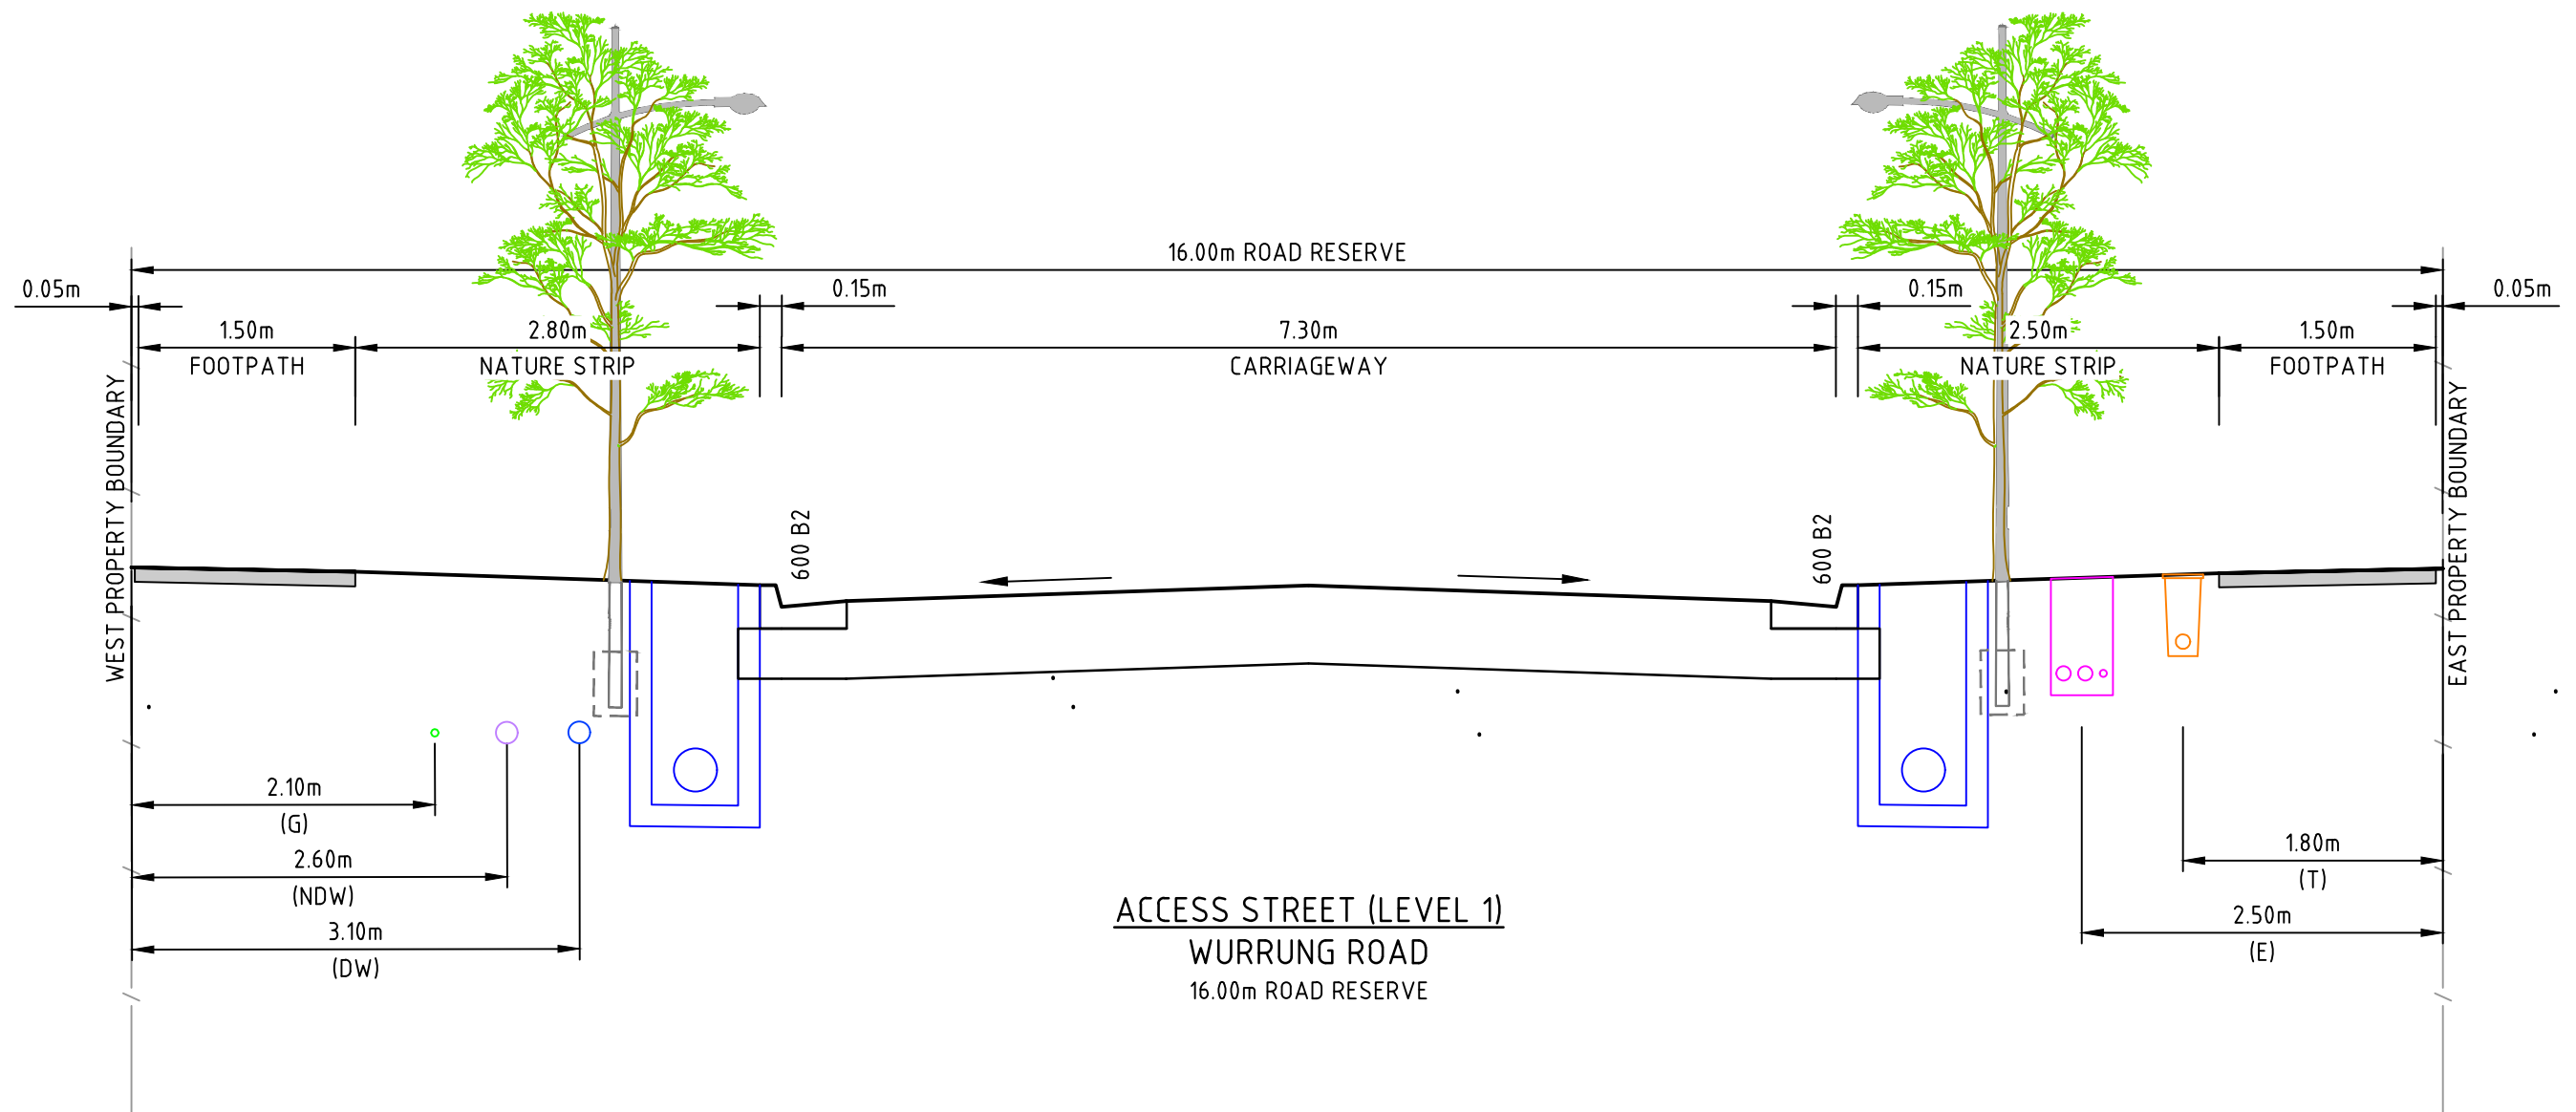 16.00m ROAD RESERVE
0.05m
0.15m
0.15m
0.05m
1.50m
FOOTPATH
2.80m
NATURE STRIP
7.30m
CARRIAGEWAY
2.50m
NATURE STRIP
1.50m
FOOTPATH
WEST PROPERTY BOUNDARY
600 B2
600 B2
EAST PROPERTY BOUNDARY
2.10m
(G)
2.60m
(NDW)
3.10m
(DW)
1.80m
(T)
2.50m
(E)
ACCESS STREET (LEVEL 1)
WURRUNG ROAD
16.00m ROAD RESERVE